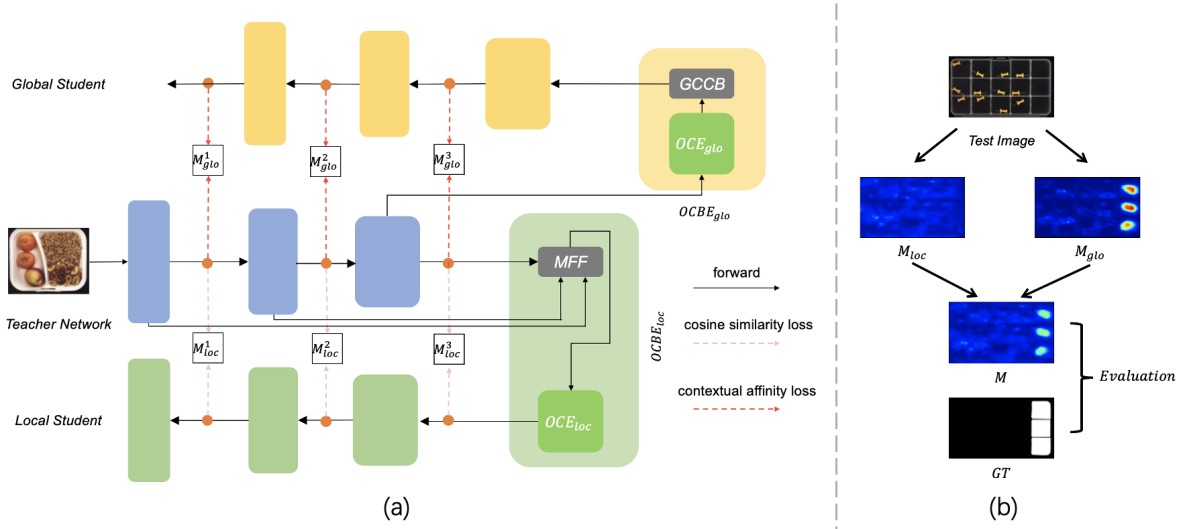 Global Student
GCCB
OCE_glo
OCBE_glo
M^1_glo
M^2_glo
M^3_glo
MFF
Teacher Network
M^1_loc
M^2_loc
M^3_loc
OCBE_loc
Local Student
OCE_loc
forward
cosine similarity loss
contextual affinity loss
(a)
Test Image
M_loc
M_glo
M
Evaluation
GT
(b)